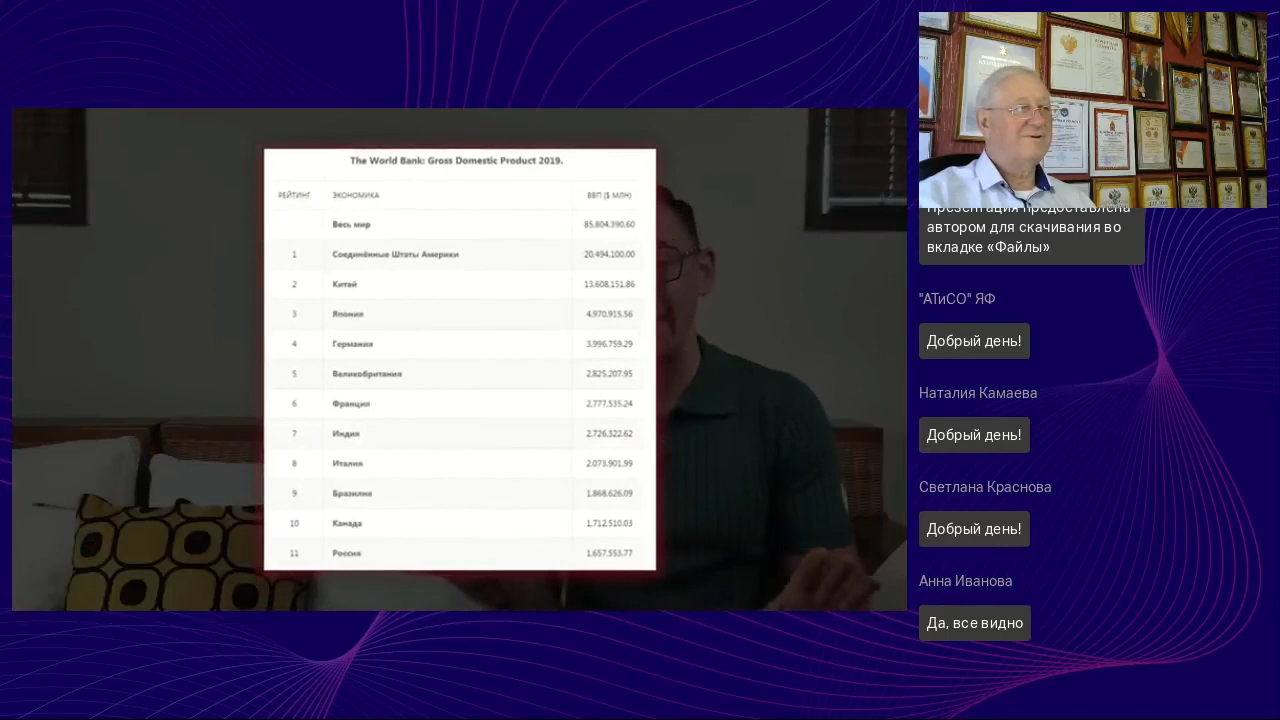 The World Bank: Gross Domestic Product 2019.
РЕЙТИНГ ЭКОНОМИКА ВВП ($ МЛН)
Весь мир 85,804,390.60
1 Соединённые Штаты Америки 20,494,100.00
2 Китай 13,608,151.86
3 Япония 4,970,915.56
4 Германия 3,996,759.29
5 Великобритания 2,825,207.95
6 Франция 2,777,535.24
7 Индия 2,726,322.62
8 Италия 2,073,901.99
9 Бразилия 1,868,626.09
10 Канада 1,712,510.03
11 Россия 1,657,553.77
Презентация предоставлена
автором для скачивания во
вкладке «Файлы»
"АТиСО" ЯФ
Добрый день!
Наталия Камаева
Добрый день!
Светлана Краснова
Добрый день!
Анна Иванова
Да, все видно